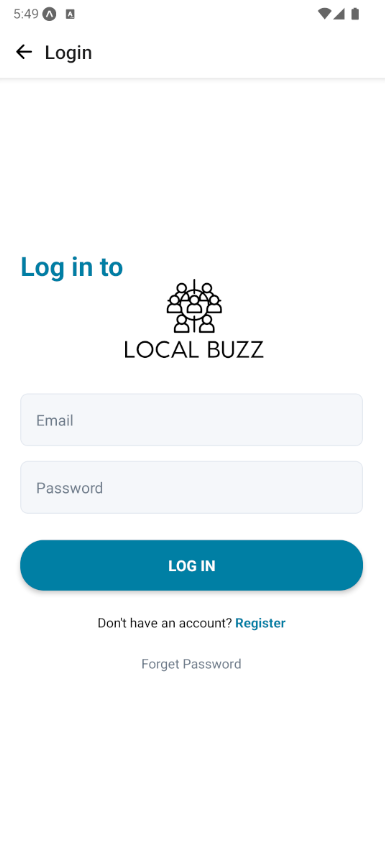 5:49
Login
Log in to
LOCAL BUZZ
Email
Password
LOG IN
Don't have an account? Register
Forget Password